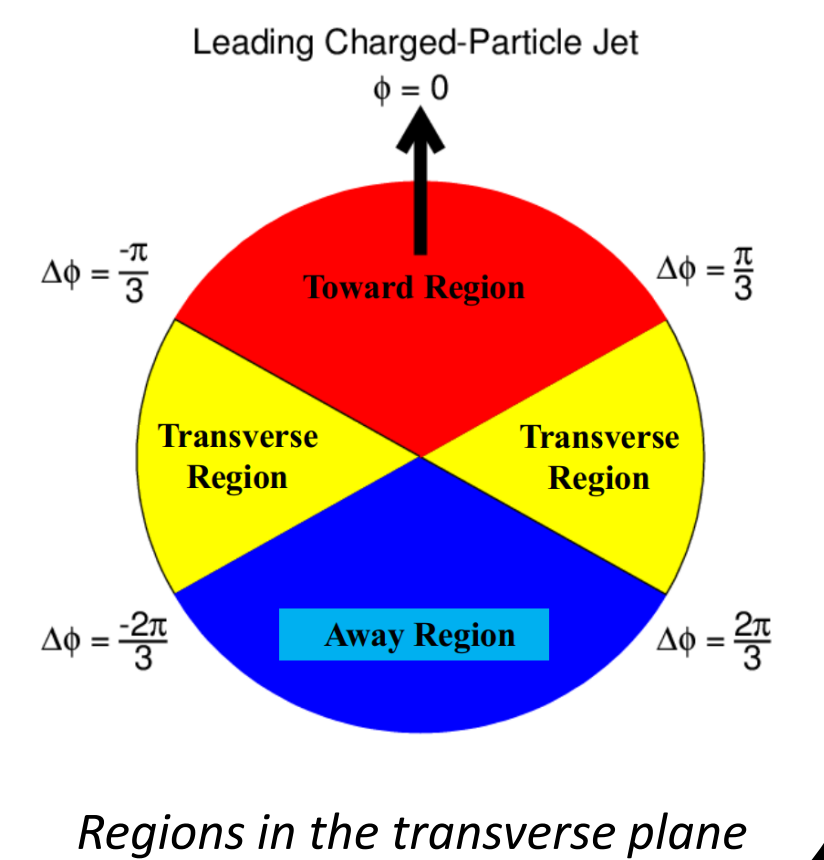 Leading Charged-Particle Jet
ϕ = 0
Δϕ = -π/3
Δϕ = π/3
Toward Region
Transverse
Region
Transverse
Region
Δϕ = -2π/3
Away Region
Δϕ = 2π/3
Regions in the transverse plane